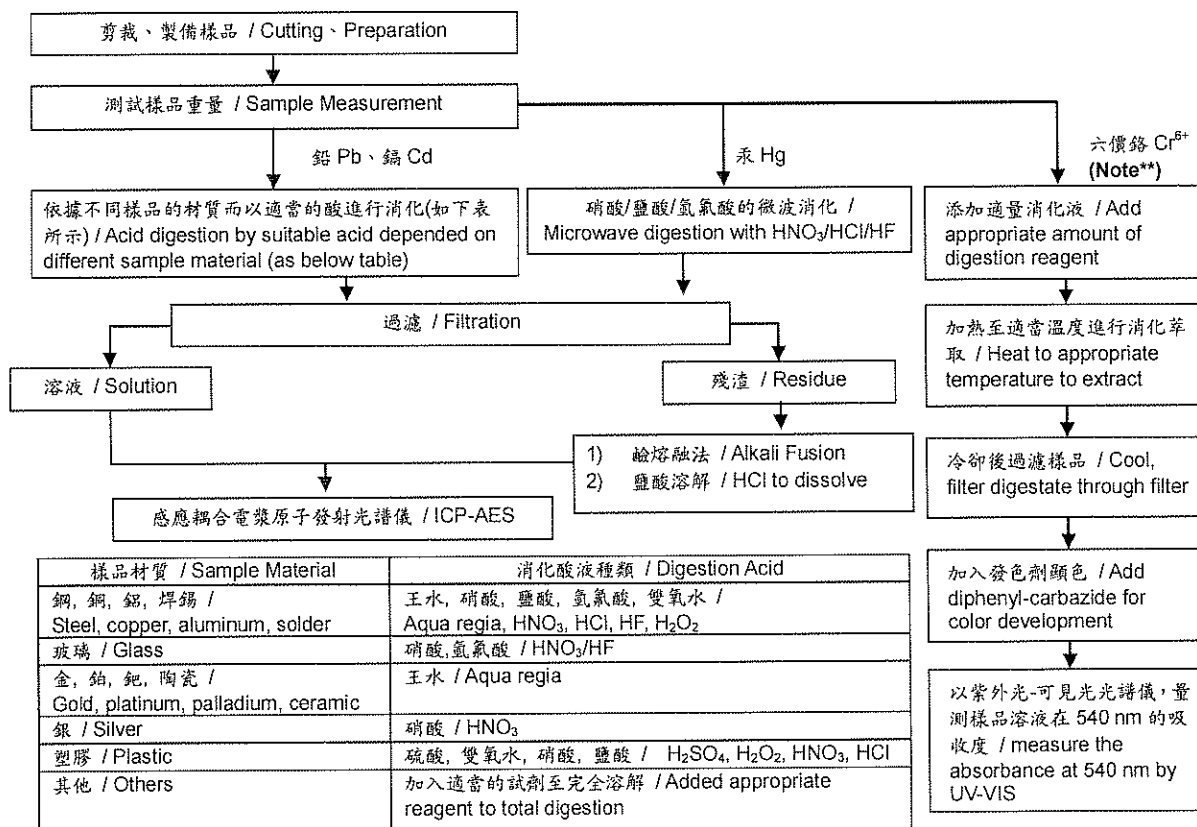 剪裁、製備樣品 / Cutting、Preparation
測試樣品重量 / Sample Measurement
鉛 Pb、鎘 Cd
汞 Hg
六價鉻 Cr⁶⁺
(Note**)
依據不同樣品的材質而以適當的酸進行消化(如下表
所示) / Acid digestion by suitable acid depended on
different sample material (as below table)
硝酸/鹽酸/氫氟酸的微波消化 /
Microwave digestion with HNO₃/HCl/HF
添加適量消化液 / Add
appropriate amount of
digestion reagent
過濾 / Filtration
加熱至適當溫度進行消化萃
取 / Heat to appropriate
temperature to extract
溶液 / Solution
殘渣 / Residue
1) 鹼熔融法 / Alkali Fusion
2) 鹽酸溶解 / HCl to dissolve
冷卻後過濾樣品 / Cool,
filter digestate through filter
感應耦合電漿原子發射光譜儀 / ICP-AES
加入發色劑顯色 / Add
diphenyl-carbazide for
color development
以紫外光-可見光光譜儀，量
測樣品溶液在 540 nm 的吸
收度 / measure the
absorbance at 540 nm by
UV-VIS
樣品材質 / Sample Material
消化酸液種類 / Digestion Acid
鋼, 銅, 鋁, 焊錫 /
Steel, copper, aluminum, solder
王水, 硝酸, 鹽酸, 氫氟酸, 雙氧水 /
Aqua regia, HNO₃, HCl, HF, H₂O₂
玻璃 / Glass
硝酸,氫氟酸 / HNO₃/HF
金, 鉑, 鈀, 陶瓷 /
Gold, platinum, palladium, ceramic
王水 / Aqua regia
銀 / Silver
硝酸 / HNO₃
塑膠 / Plastic
硫酸, 雙氧水, 硝酸, 鹽酸 / H₂SO₄, H₂O₂, HNO₃, HCl
其他 / Others
加入適當的試劑至完全溶解 / Added appropriate
reagent to total digestion